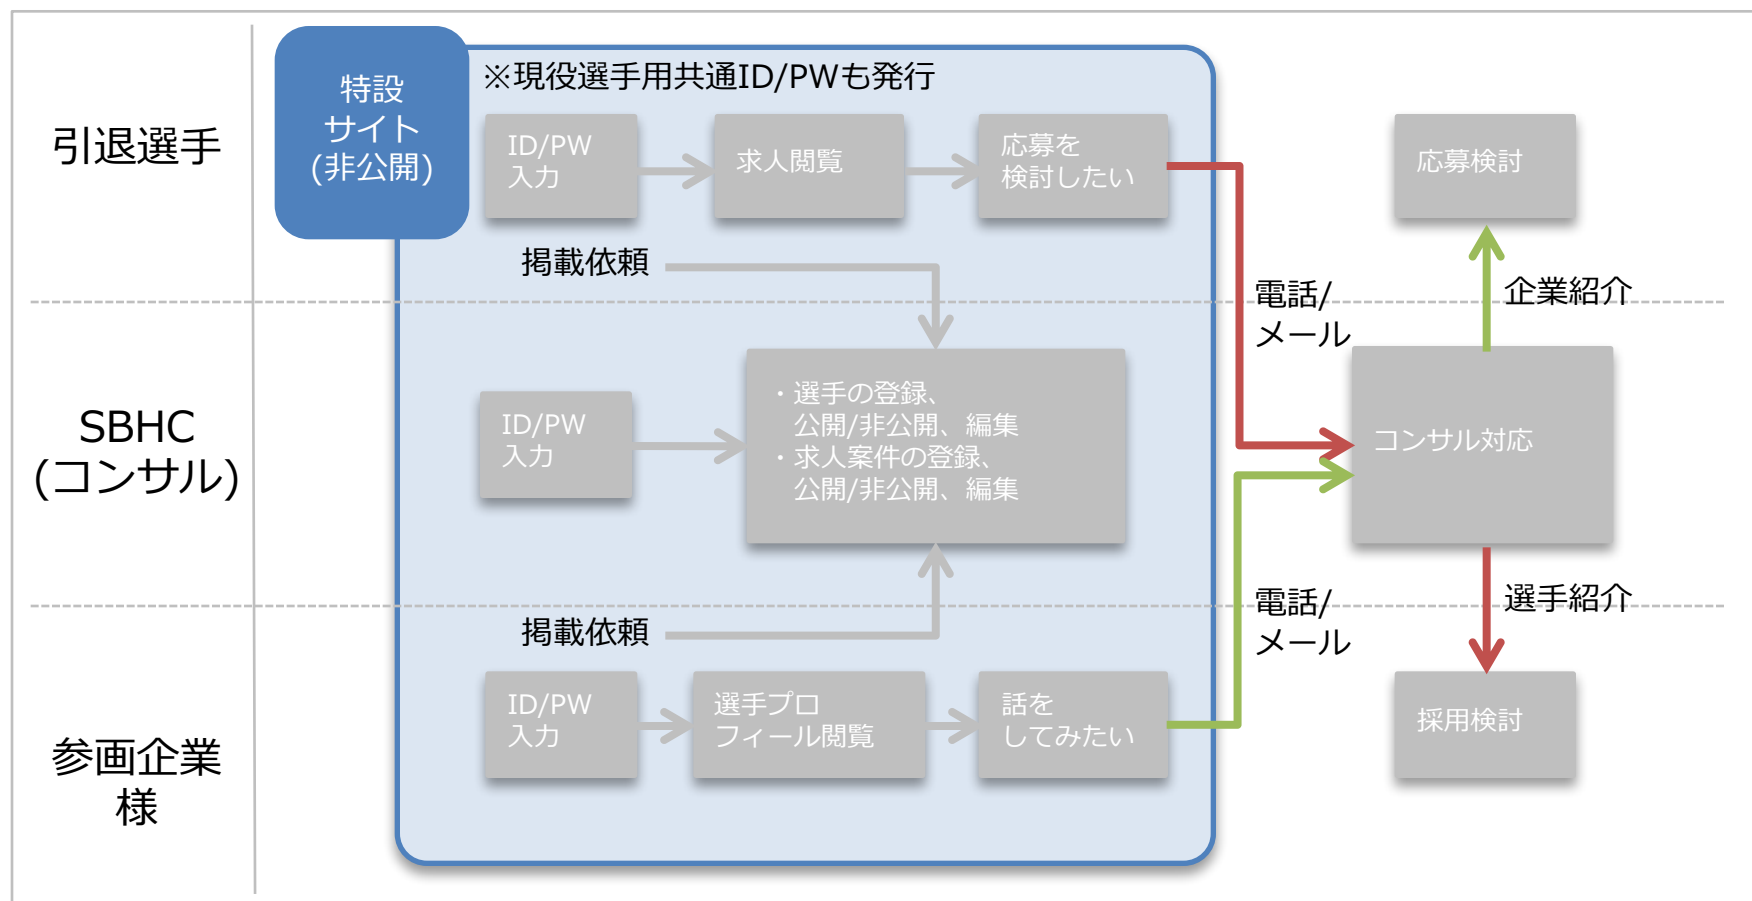 特設
サイト
(非公開)
※現役選手用共通ID/PWも発行
引退選手
ID/PW
入力
求人閲覧
応募を
検討したい
応募検討
掲載依頼
電話/
メール
企業紹介
SBHC
(コンサル)
ID/PW
入力
・選手の登録、
公開/非公開、編集
・求人案件の登録、
公開/非公開、編集
コンサル対応
掲載依頼
電話/
メール
選手紹介
参画企業
様
ID/PW
入力
選手プロ
フィール閲覧
話を
してみたい
採用検討